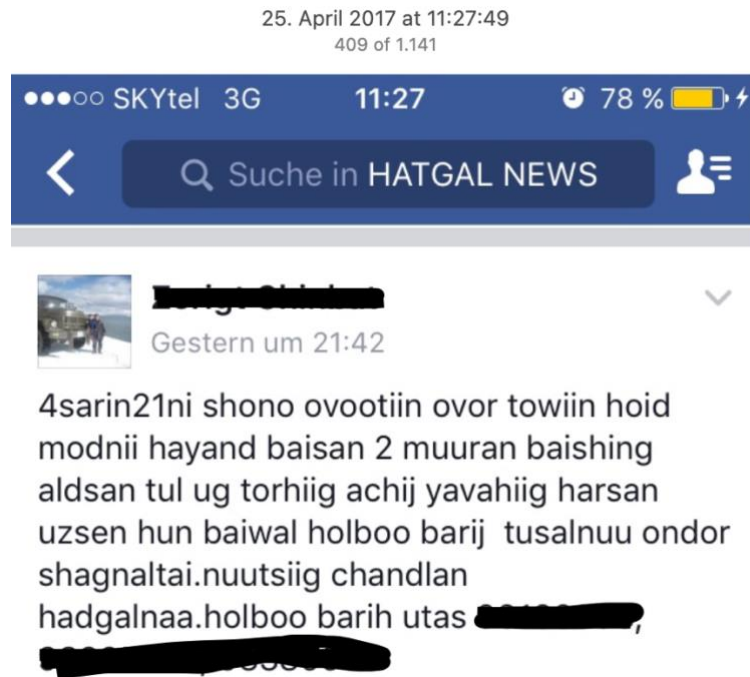 25. April 2017 at 11:27:49
409 of 1.141
SKYtel 3G 11:27 78 %
Suche in HATGAL NEWS
Gestern um 21:42
4sarin21ni shono ovootiin ovor towiin hoid
modnii hayand baisan 2 muuran baishing
aldsan tul ug torhiig achij yavahiig harsan
uzsen hun baiwal holboo barij tusalnuu ondor
shagnaltai.nuutsiig chandlan
hadgalnaa.holboo barih utas